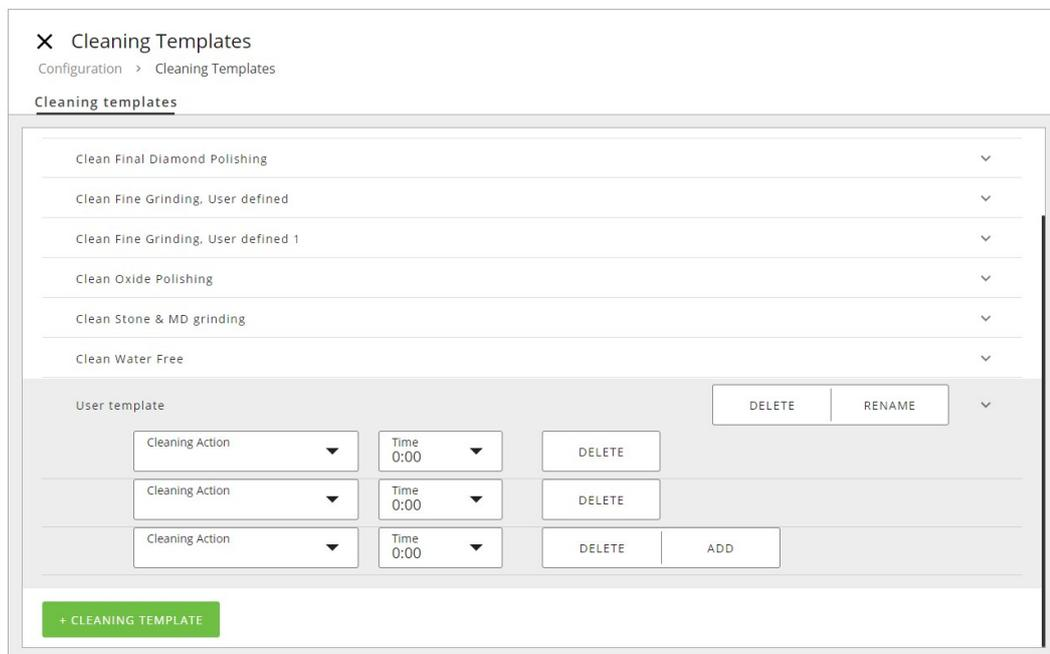 Cleaning Templates
Configuration > Cleaning Templates
Cleaning templates
Clean Final Diamond Polishing
Clean Fine Grinding, User defined
Clean Fine Grinding, User defined 1
Clean Oxide Polishing
Clean Stone & MD grinding
Clean Water Free
User template DELETE RENAME
Cleaning Action Time
0:00 DELETE
Cleaning Action Time
0:00 DELETE
Cleaning Action Time
0:00 DELETE ADD
+ CLEANING TEMPLATE